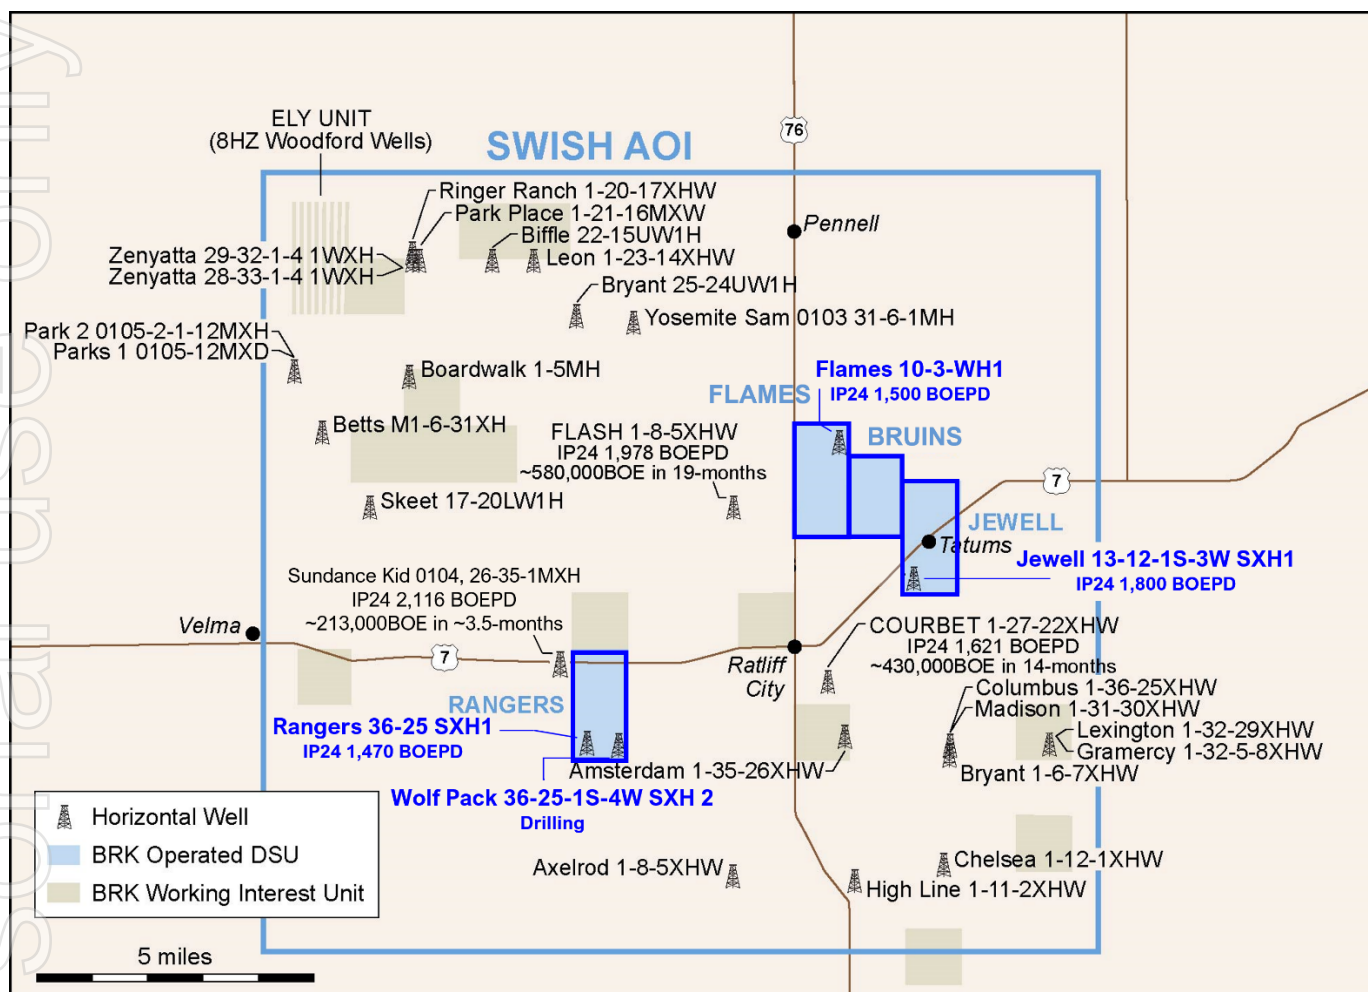 ELY UNIT
(8HZ Woodford Wells)
SWISH AOI
76
Ringer Ranch 1-20-17XHW
Park Place 1-21-16MXW
Biffle 22-15UW1H
Leon 1-23-14XHW
Pennell
Zenyatta 29-32-1-4 1WXH
Zenyatta 28-33-1-4 1WXH
Bryant 25-24UW1H
Yosemite Sam 0103 31-6-1MH
Park 2 0105-2-1-12MXH
Parks 1 0105-12MXD
Boardwalk 1-5MH
Flames 10-3-WH1
IP24 1,500 BOEPD
FLAMES
BRUINS
Betts M1-6-31XH
FLASH 1-8-5XHW
IP24 1,978 BOEPD
~580,000BOE in 19-months
7
Skeet 17-20LW1H
JEWELL
Tatums
Jewell 13-12-1S-3W SXH1
IP24 1,800 BOEPD
Sundance Kid 0104, 26-35-1MXH
IP24 2,116 BOEPD
~213,000BOE in ~3.5-months
Velma
7
COURBET 1-27-22XHW
IP24 1,621 BOEPD
~430,000BOE in 14-months
Ratliff
City
Columbus 1-36-25XHW
Madison 1-31-30XHW
RANGERS
Rangers 36-25 SXH1
IP24 1,470 BOEPD
Lexington 1-32-29XHW
Gramercy 1-32-5-8XHW
Amsterdam 1-35-26XHW
Bryant 1-6-7XHW
Wolf Pack 36-25-1S-4W SXH 2
Drilling
Horizontal Well
BRK Operated DSU
BRK Working Interest Unit
Axelrod 1-8-5XHW
Chelsea 1-12-1XHW
High Line 1-11-2XHW
5 miles
sonal use only